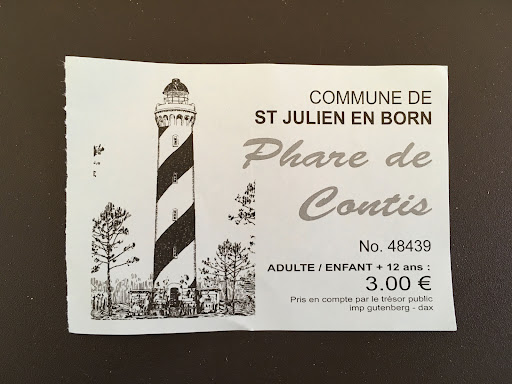 COMMUNE DE
ST JULIEN EN BORN
Phare de
Contis
No. 48439
ADULTE / ENFANT + 12 ans :
3.00 €
Pris en compte par le trésor public
imp gutenberg - dax